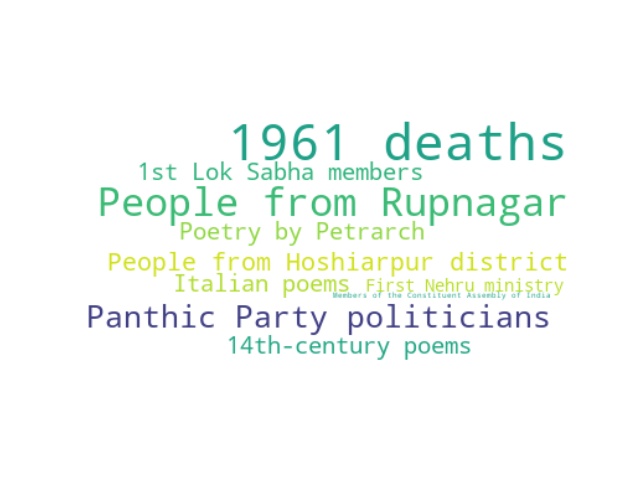 1961 deaths
1st Lok Sabha members
People from Rupnagar
Poetry by Petrarch
People from Hoshiarpur district
Italian poems
First Nehru ministry
Members of the Constituent Assembly of India
Panthic Party politicians
14th-century poems